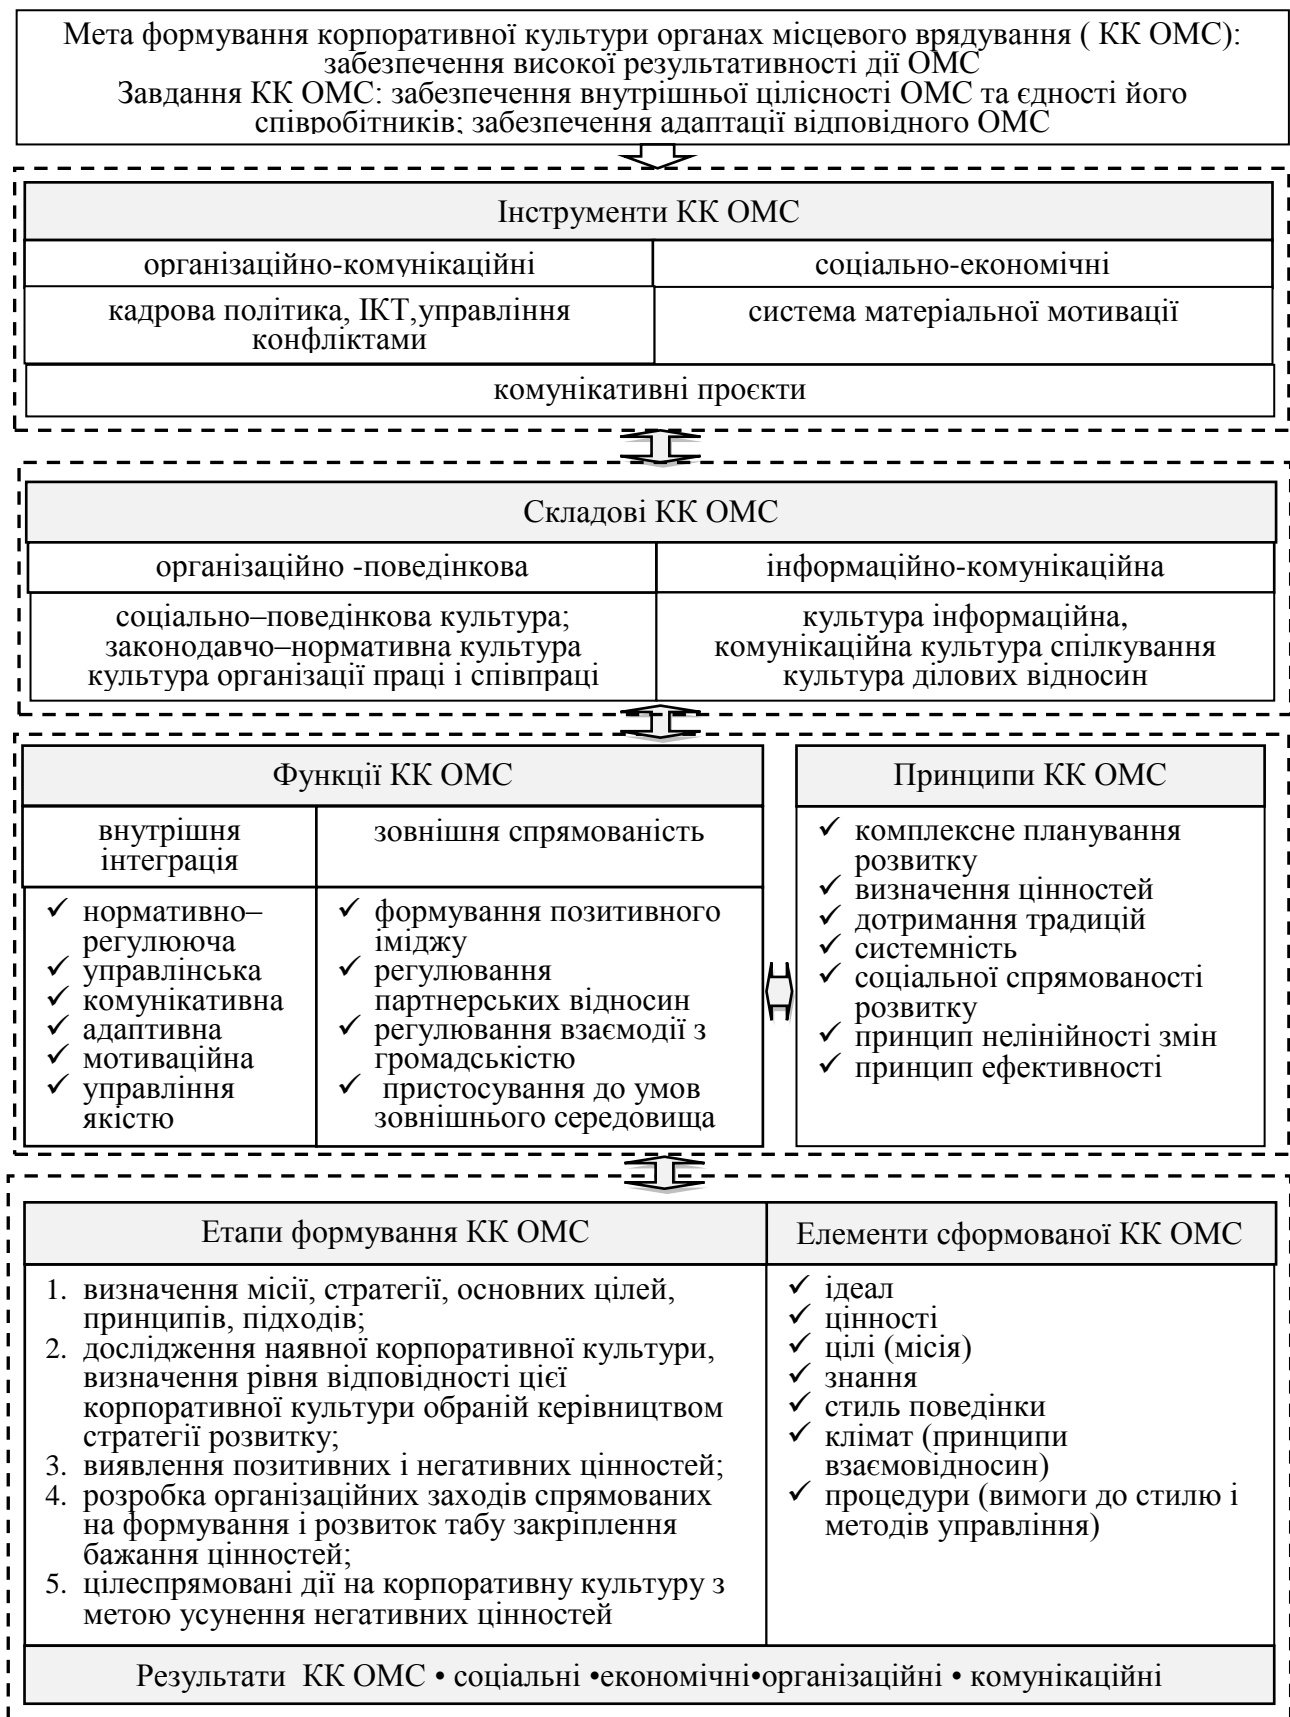 Мета формування корпоративної культури органах місцевого врядування ( КК ОМС):
забезпечення високої результативності дії ОМС
Завдання КК ОМС: забезпечення внутрішньої цілісності ОМС та єдності його
співробітників; забезпечення адаптації відповідного ОМС
Інструменти КК ОМС
організаційно-комунікаційні
соціально-економічні
кадрова політика, ІКТ,управління
конфліктами
система матеріальної мотивації
комунікативні проєкти
Складові КК ОМС
організаційно -поведінкова
інформаційно-комунікаційна
соціально–поведінкова культура;
законодавчо–нормативна культура
культура організації праці і співпраці
культура інформаційна,
комунікаційна культура спілкування
культура ділових відносин
Функції КК ОМС
внутрішня
інтеграція
зовнішня спрямованість
✓ нормативно–
регулююча
✓ управлінська
✓ комунікативна
✓ адаптивна
✓ мотиваційна
✓ управління
якістю
✓ формування позитивного
іміджу
✓ регулювання
партнерських відносин
✓ регулювання взаємодії з
громадськістю
✓ пристосування до умов
зовнішнього середовища
Принципи КК ОМС
✓ комплексне планування
розвитку
✓ визначення цінностей
✓ дотримання традицій
✓ системність
✓ соціальної спрямованості
розвитку
✓ принцип нелінійності змін
✓ принцип ефективності
Етапи формування КК ОМС
1. визначення місії, стратегії, основних цілей,
принципів, підходів;
2. дослідження наявної корпоративної культури,
визначення рівня відповідності цієї
корпоративної культури обраній керівництвом
стратегії розвитку;
3. виявлення позитивних і негативних цінностей;
4. розробка організаційних заходів спрямованих
на формування і розвиток табу закріплення
бажання цінностей;
5. цілеспрямовані дії на корпоративну культуру з
метою усунення негативних цінностей
Елементи сформованої КК ОМС
✓ ідеал
✓ цінності
✓ цілі (місія)
✓ знання
✓ стиль поведінки
✓ клімат (принципи
взаємовідносин)
✓ процедури (вимоги до стилю і
методів управління)
Результати КК ОМС • соціальні •економічні•організаційні • комунікаційні